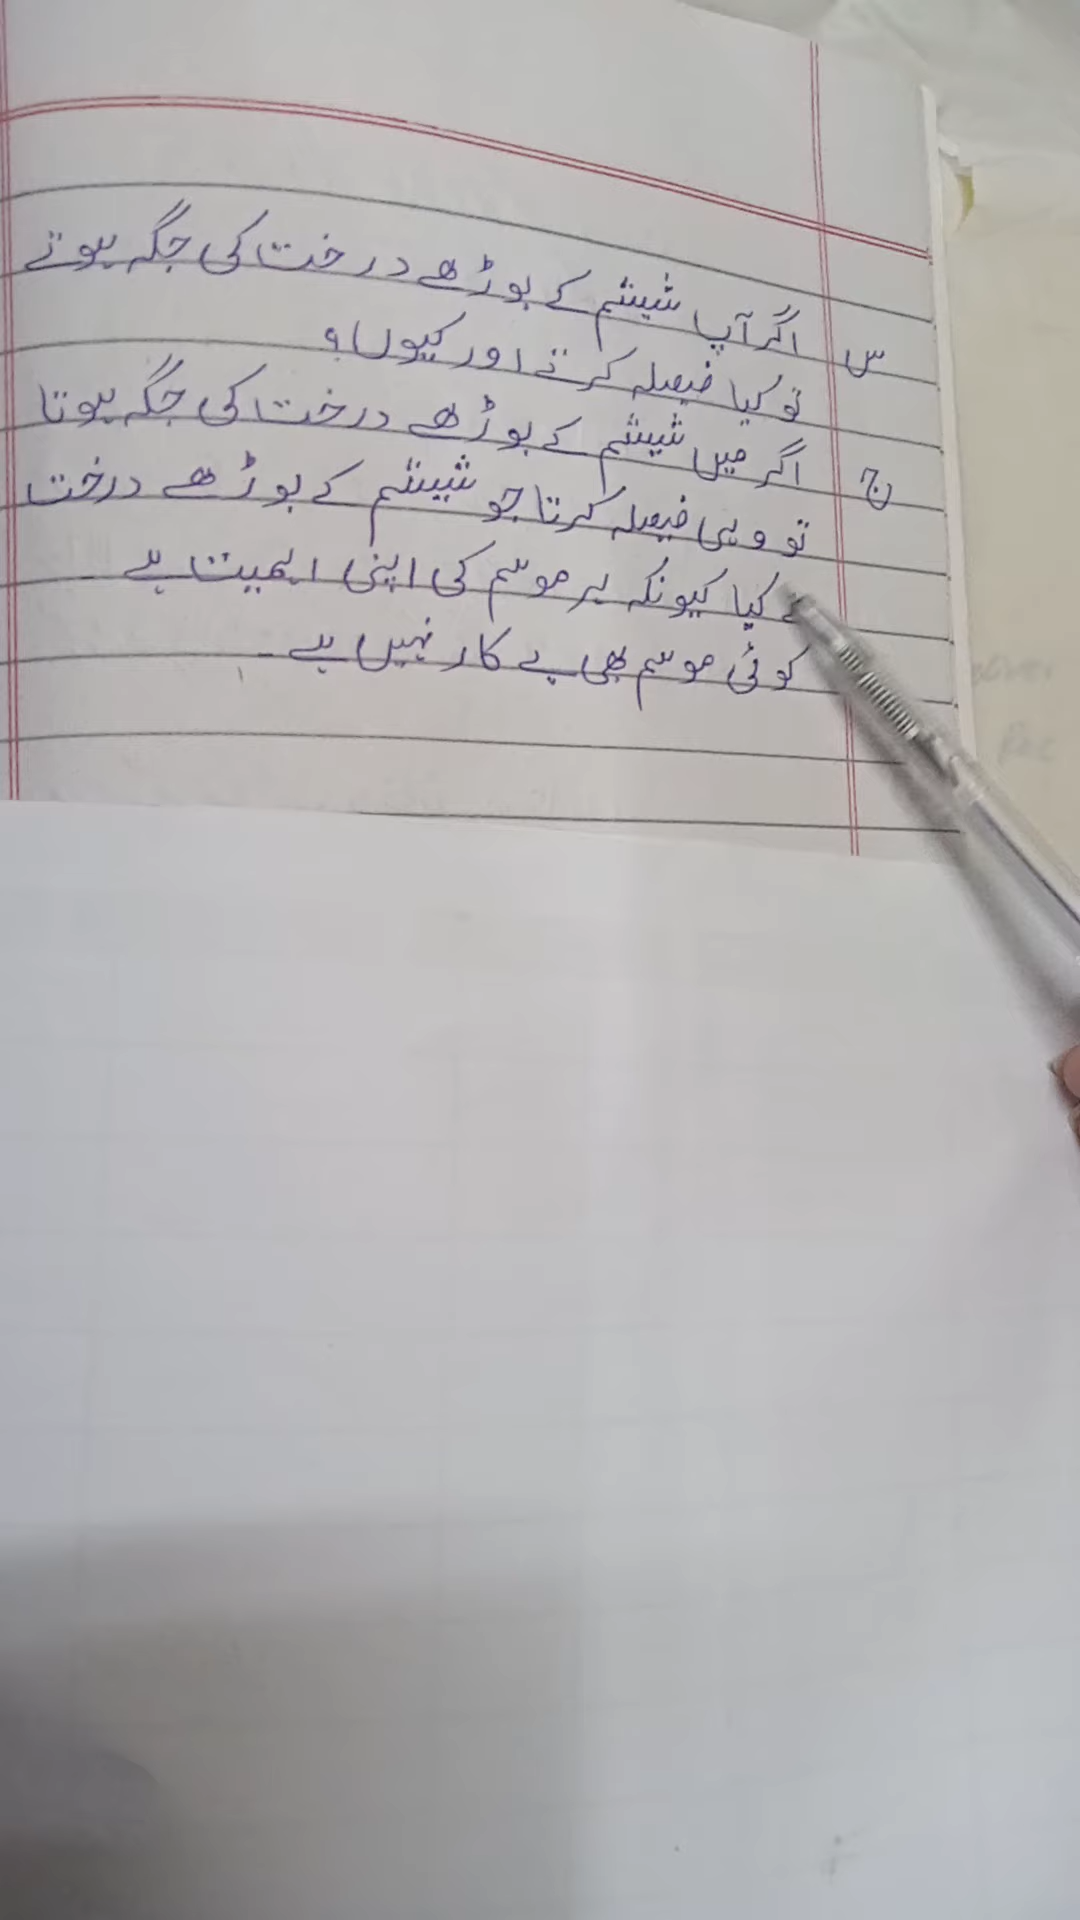 س اگر آپ شیشم کے بوڑھے درخت کی جگہ ہوتے
تو کیا فیصلہ کرتے اور کیوں؟
ج اگر میں شیشم کے بوڑھے درخت کی جگہ ہوتا
تو وہی فیصلہ کرتا جو شیشم کے بوڑھے درخت
نے کیا کیونکہ ہر موسم کی اپنی اہمیت ہے
کوئی موسم بھی بے کار نہیں ہے۔